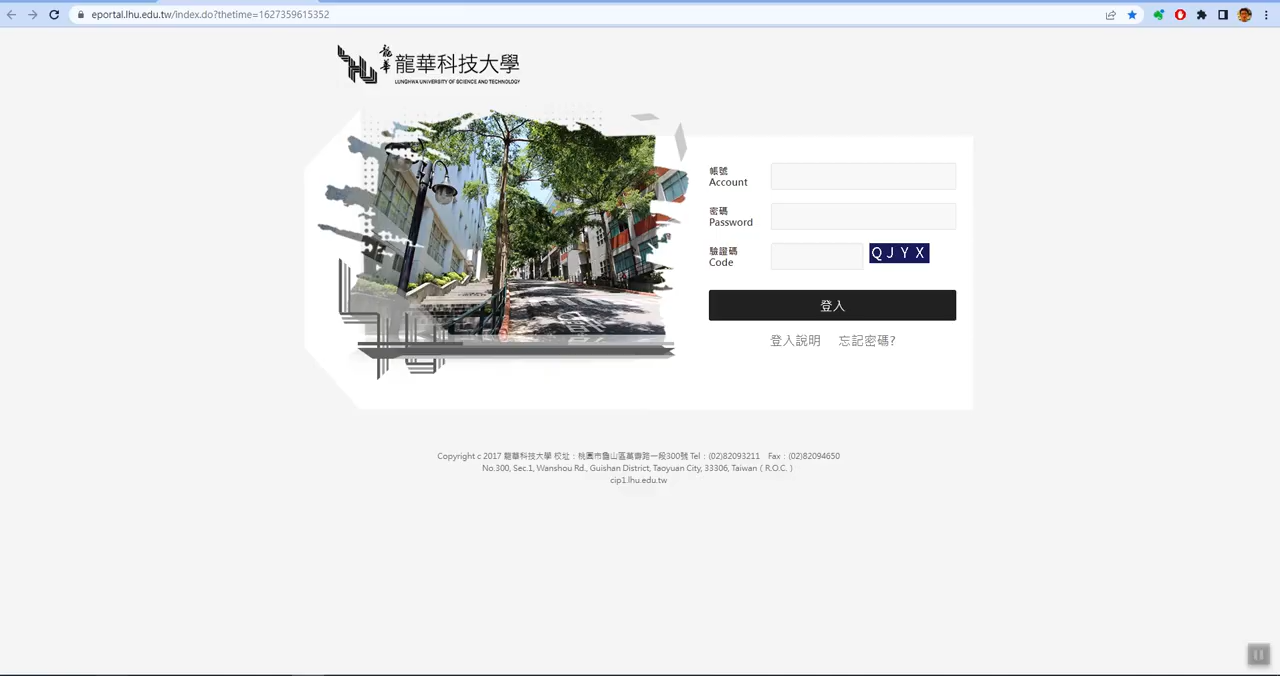 eportal.lhu.edu.tw/index.do?thetime=1627359615352
龍華
龍華科技大學
LUNGHWA UNIVERSITY OF SCIENCE AND TECHNOLOGY
帳號
Account
密碼
Password
驗證碼
Code
QJYX
登入
登入說明 忘記密碼?
Copyright c 2017 龍華科技大學 校址：桃園市龜山區萬壽路一段300號 Tel：(02)82093211 Fax：(02)82094650
No.300, Sec.1, Wanshou Rd., Guishan District, Taoyuan City, 33306, Taiwan ( R.O.C. )
cip1.lhu.edu.tw